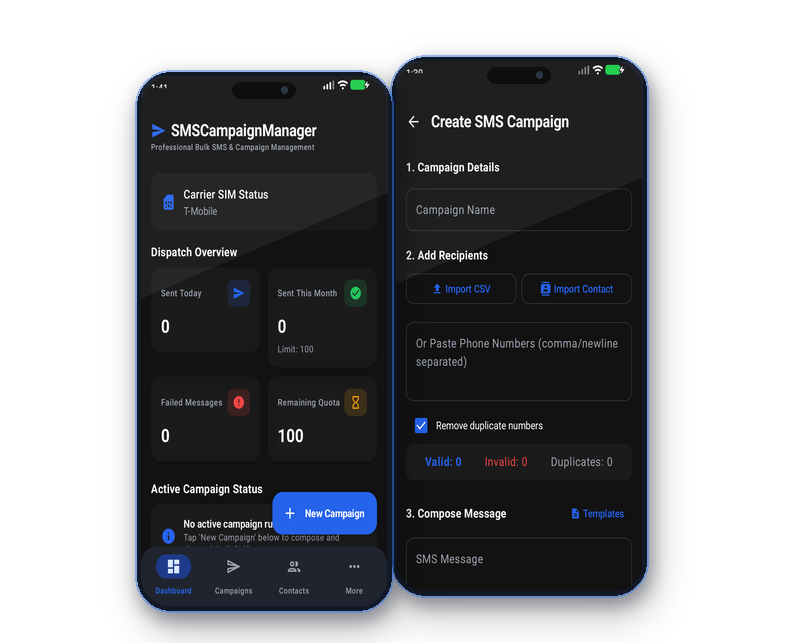 SMSCampaignManager
Professional Bulk SMS & Campaign Management
Carrier SIM Status
T-Mobile
Dispatch Overview
Sent Today
0
Sent This Month
0
Limit: 100
Failed Messages
0
Remaining Quota
100
Active Campaign Status
No active campaign ru
Tap 'New Campaign' below to compose and
New Campaign
Dashboard
Campaigns
Contacts
More
Create SMS Campaign
1. Campaign Details
Campaign Name
2. Add Recipients
Import CSV
Import Contact
Or Paste Phone Numbers (comma/newline
separated)
Remove duplicate numbers
Valid: 0
Invalid: 0
Duplicates: 0
3. Compose Message
Templates
SMS Message